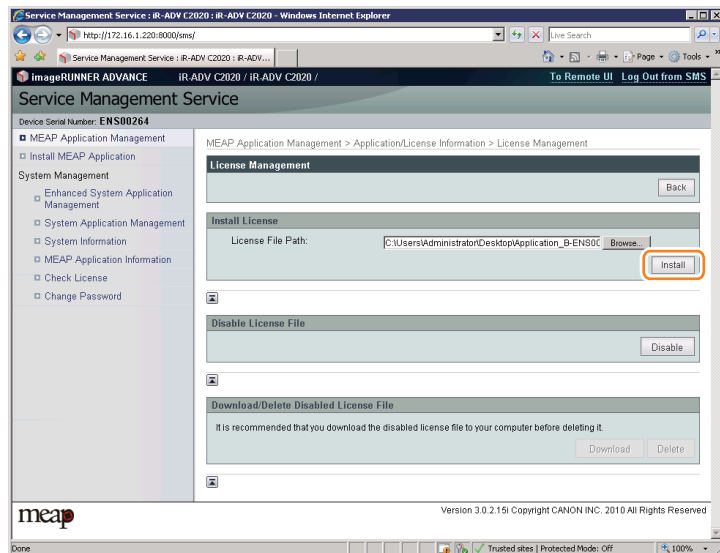 Service Management Service : iR-ADV C2020 : iR-ADV C2020 - Windows Internet Explorer
http://172.16.1.220:8000/sms/
Live Search
Service Management Service : iR-ADV C2020 : iR-ADV...
Page
Tools
imageRUNNER ADVANCE
iR-ADV C2020 / iR-ADV C2020 /
To Remote UI
Log Out from SMS
Service Management Service
Device Serial Number: ENS00264
MEAP Application Management
Install MEAP Application
System Management
Enhanced System Application
Management
System Application Management
System Information
MEAP Application Information
Check License
Change Password
MEAP Application Management > Application/License Information > License Management
License Management
Back
Install License
License File Path:
C:\Users\Administrator\Desktop\Application_B-ENS00
Browse...
Install
Disable License File
Disable
Download/Delete Disabled License File
It is recommended that you download the disabled license file to your computer before deleting it.
Download
Delete
meap
Version 3.0.2.15i Copyright CANON INC. 2010 All Rights Reserved
Done
Trusted sites | Protected Mode: Off
100%